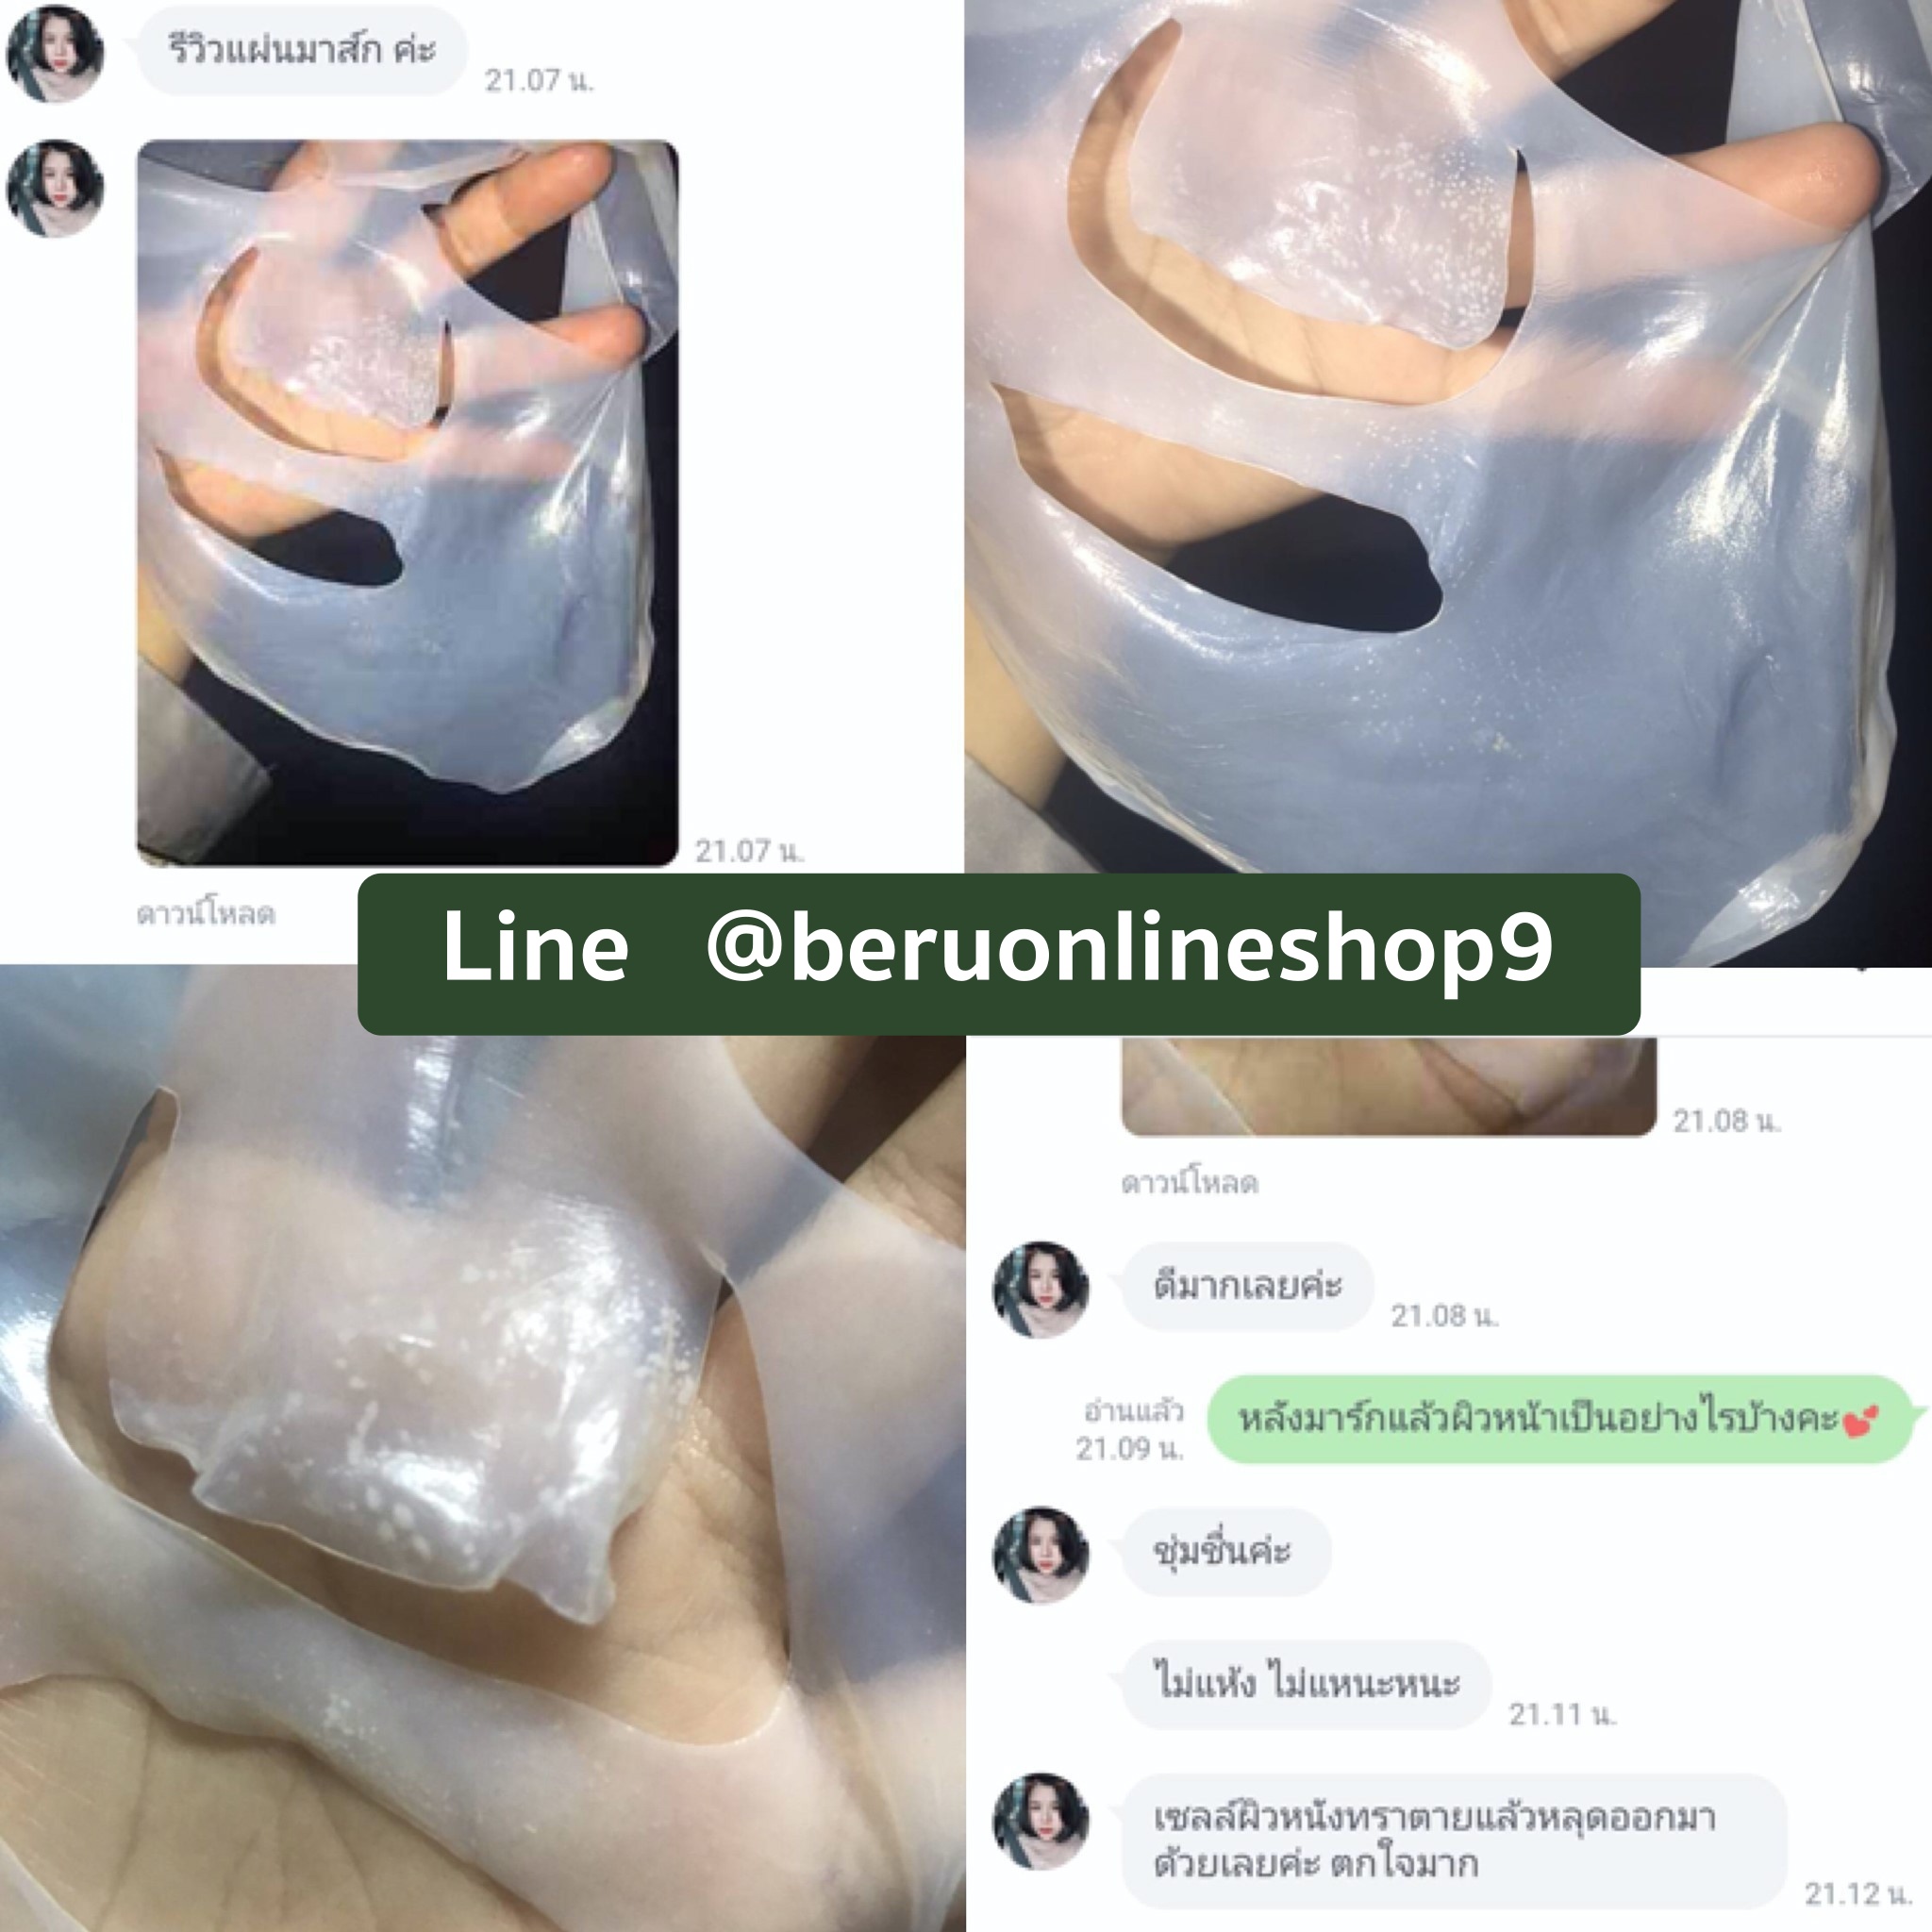 รีวิวแผ่นมาส์ก ค่ะ
21.07 น.
21.07 น.
ดาวน์โหลด
Line @beruonlineshop9
21.08 น.
ดาวน์โหลด
ดีมากเลยค่ะ
21.08 น.
หลังมาร์กแล้วผิวหน้าเป็นอย่างไรบ้างคะ💕
อ่านแล้ว
21.09 น.
ชุ่มชื่นค่ะ
ไม่แห้ง ไม่แหนะหนะ
21.11 น.
เซลล์ผิวหนังทราตายแล้วหลุดออกมา
ด้วยเลยค่ะ ตกใจมาก
21.12 น.